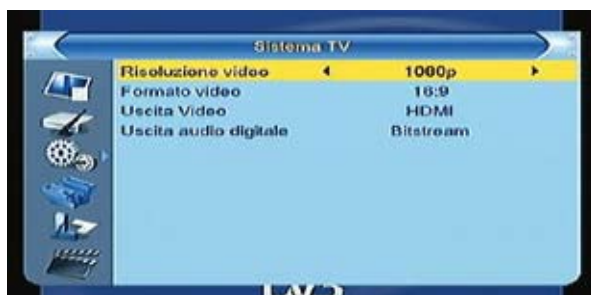 Sistema TV
Risoluzione video 1080p
Formato video 16:9
Uscita Video HDMI
Uscita audio digitale Bitstream